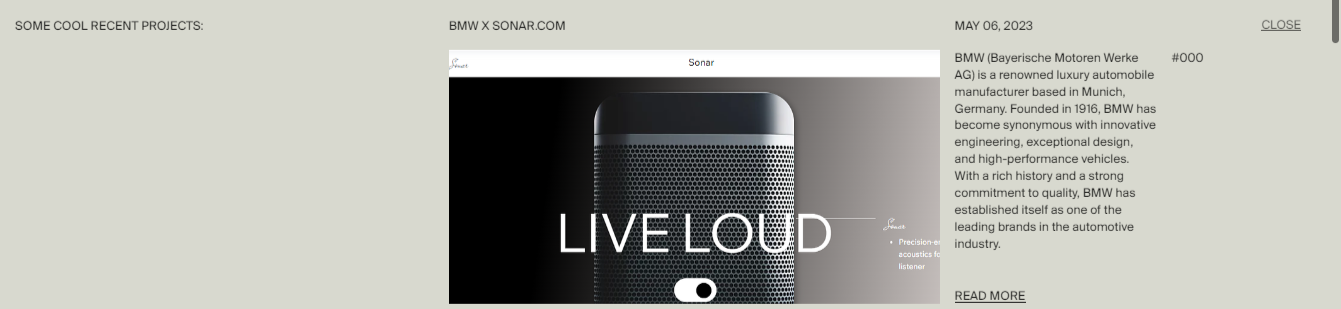 SOME COOL RECENT PROJECTS:
BMW X SONAR.COM
MAY 06, 2023
CLOSE
Sonar
Sonar
LIVE LOUD
Sonar
• Precision-e
acoustics fo
listener
BMW (Bayerische Motoren Werke
AG) is a renowned luxury automobile
manufacturer based in Munich,
Germany. Founded in 1916, BMW has
become synonymous with innovative
engineering, exceptional design,
and high-performance vehicles.
With a rich history and a strong
commitment to quality, BMW has
established itself as one of the
leading brands in the automotive
industry.
#000
READ MORE